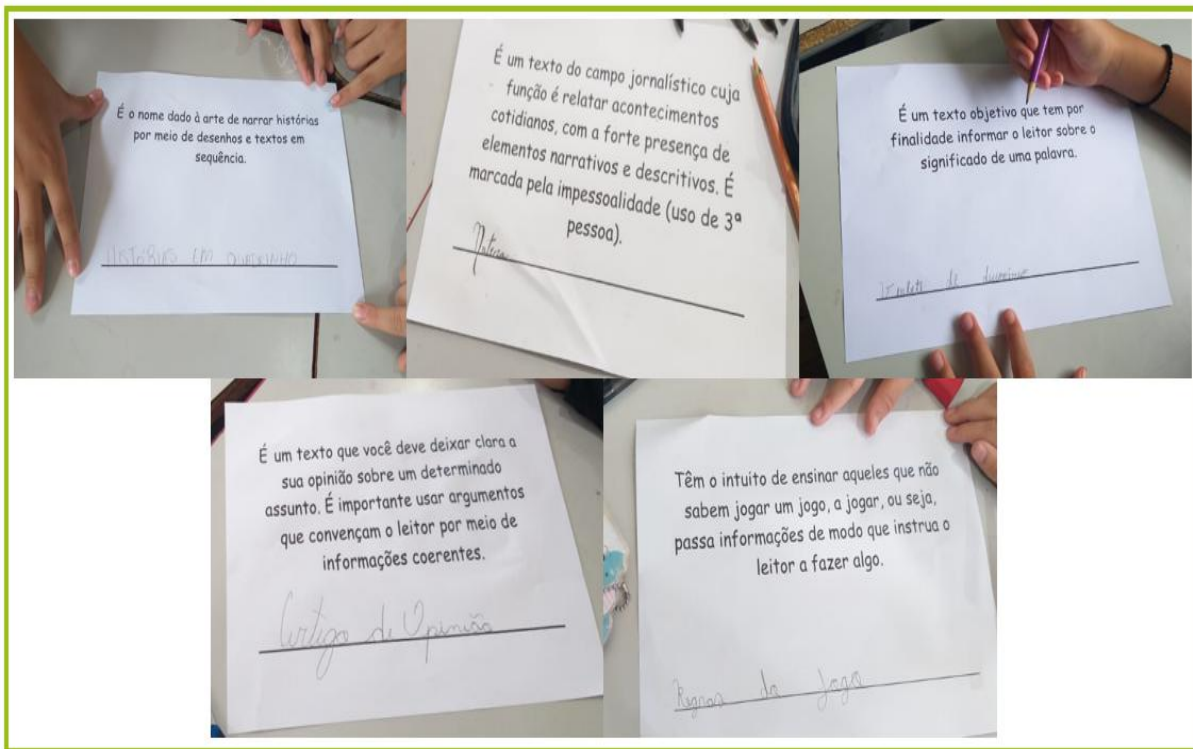 É o nome dado à arte de narrar histórias
por meio de desenhos e textos em
sequência.
HISTÓRIAS EM QUADRINHO
É um texto do campo jornalístico cuja
função é relatar acontecimentos
cotidianos, com a forte presença de
elementos narrativos e descritivos. É
marcada pela impessoalidade (uso de 3ª
pessoa).
É um texto objetivo que tem por
finalidade informar o leitor sobre o
significado de uma palavra.
de
É um texto que você deve deixar clara a
sua opinião sobre um determinado
assunto. É importante usar argumentos
que convençam o leitor por meio de
informações coerentes.
Artigo de Opinião
Têm o intuito de ensinar aqueles que não
sabem jogar um jogo, a jogar, ou seja,
passa informações de modo que instrua o
leitor a fazer algo.
Regras do jogo